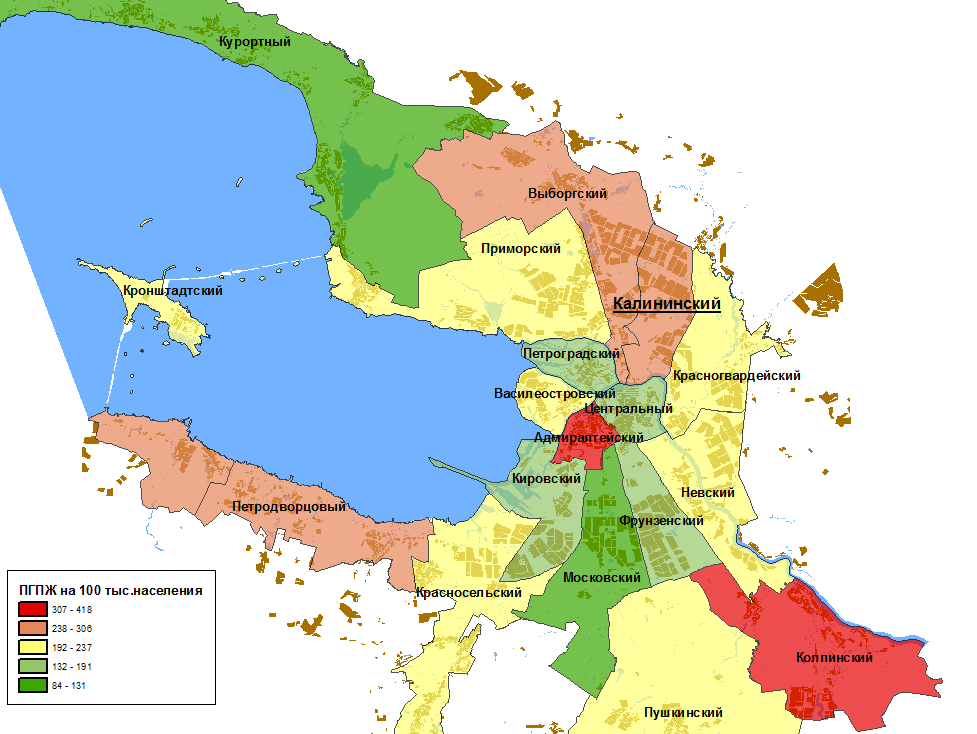 Курортный
Выборгский
Приморский
Кронштадтский
Калининский
Петроградский
Красногвардейский
Василеостровский
Центральный
Адмиралтейский
Кировский
Невский
Петродворцовый
Фрунзенский
Московский
Красносельский
Колпинский
Пушкинский
ПГПЖ на 100 тыс.населения
307 - 418
238 - 306
192 - 237
132 - 191
84 - 131